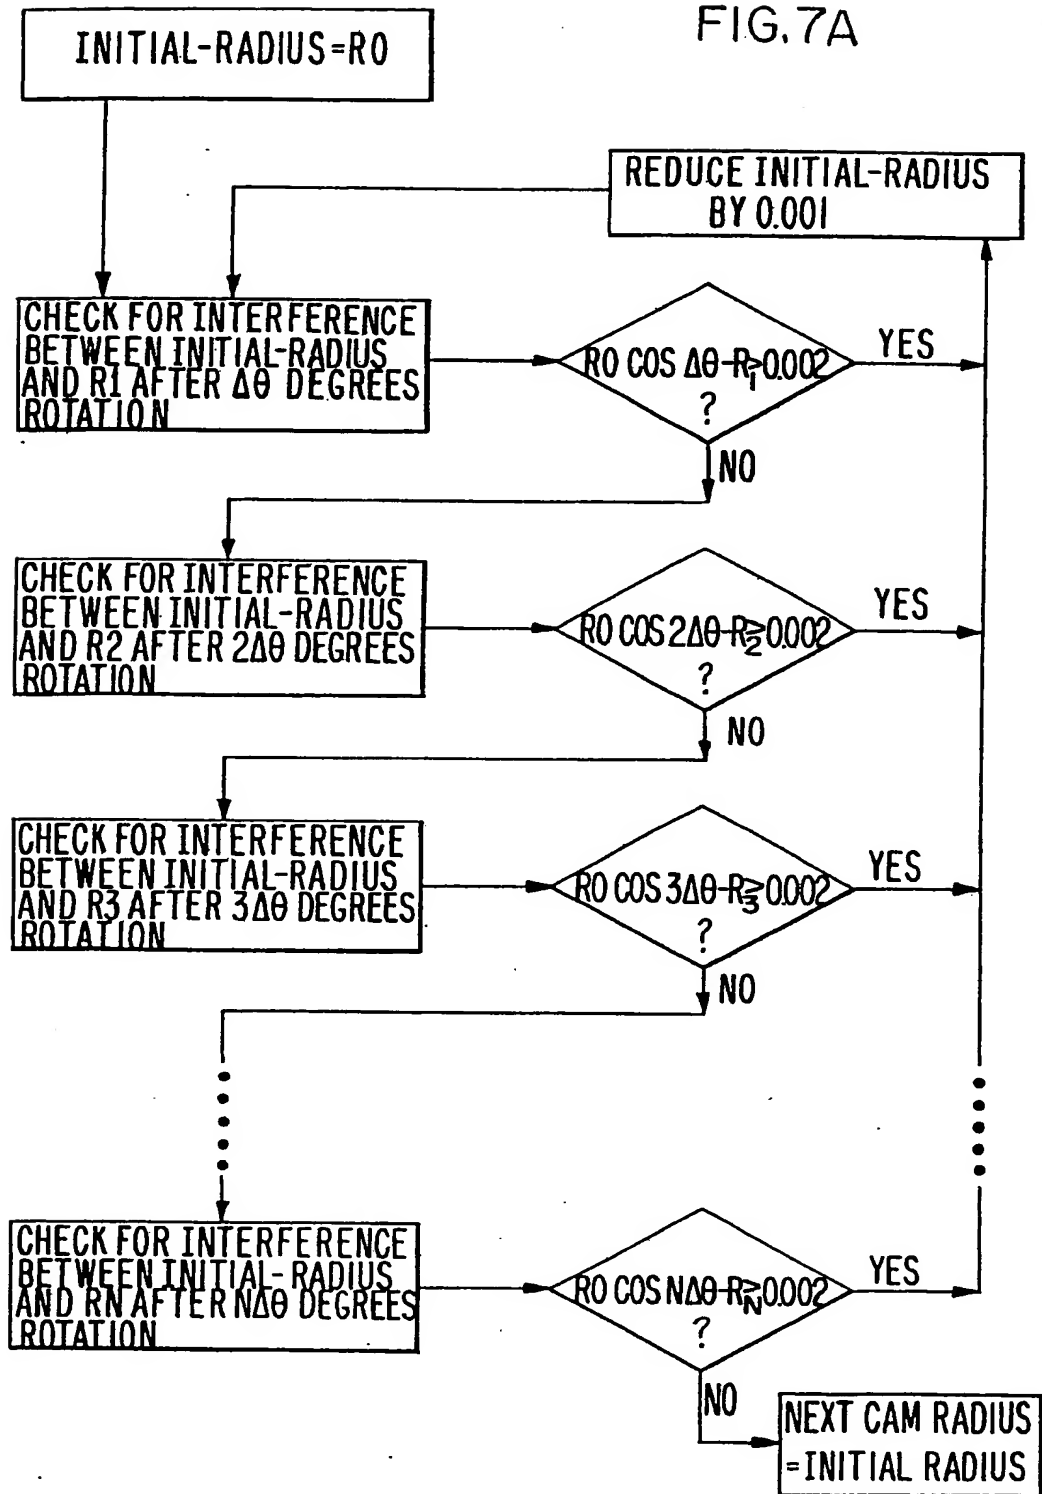 FIG.7A
INITIAL-RADIUS=R0
REDUCE INITIAL-RADIUS
BY 0.001
CHECK FOR INTERFERENCE
BETWEEN INITIAL-RADIUS
AND R1 AFTER Δθ DEGREES
ROTATION
R0 COS Δθ-R₁≥0.002
?
YES
NO
CHECK FOR INTERFERENCE
BETWEEN INITIAL-RADIUS
AND R2 AFTER 2Δθ DEGREES
ROTATION
R0 COS 2Δθ-R₂≥0.002
?
YES
NO
CHECK FOR INTERFERENCE
BETWEEN INITIAL-RADIUS
AND R3 AFTER 3Δθ DEGREES
ROTATION
R0 COS 3Δθ-R₃≥0.002
?
YES
NO
CHECK FOR INTERFERENCE
BETWEEN INITIAL-RADIUS
AND RN AFTER NΔθ DEGREES
ROTATION
R0 COS NΔθ-R_N≥0.002
?
YES
NO
NEXT CAM RADIUS
=INITIAL RADIUS